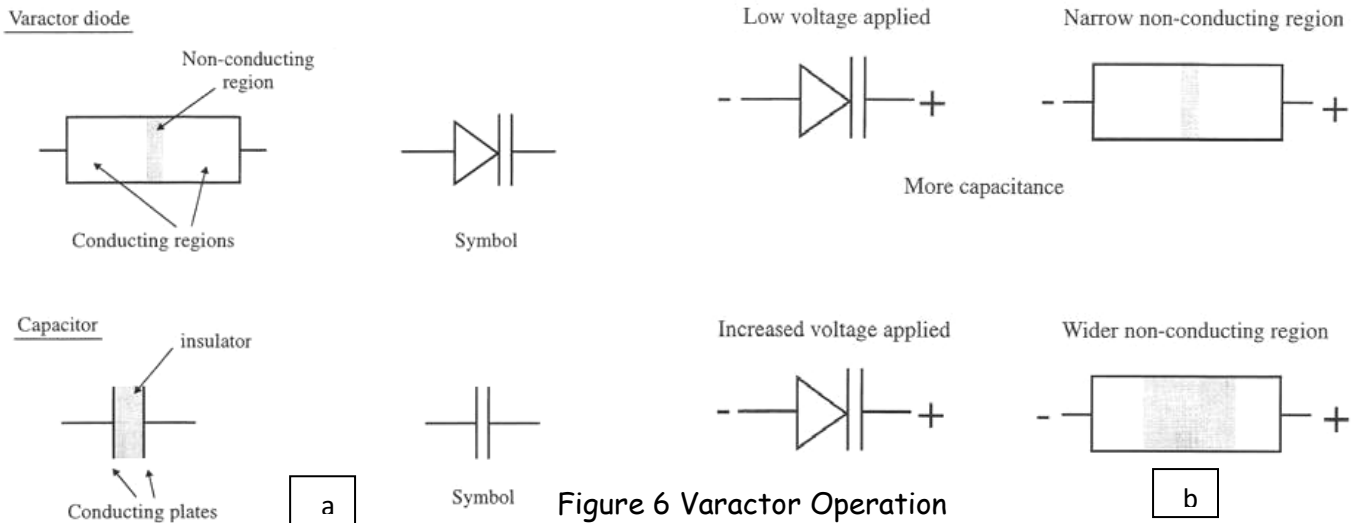 Varactor diode
Non-conducting
region
Conducting regions
Symbol
Capacitor
insulator
Conducting plates
a
Symbol
Low voltage applied
Narrow non-conducting region
- +
- +
More capacitance
Increased voltage applied
Wider non-conducting region
- +
- +
b
Figure 6 Varactor Operation